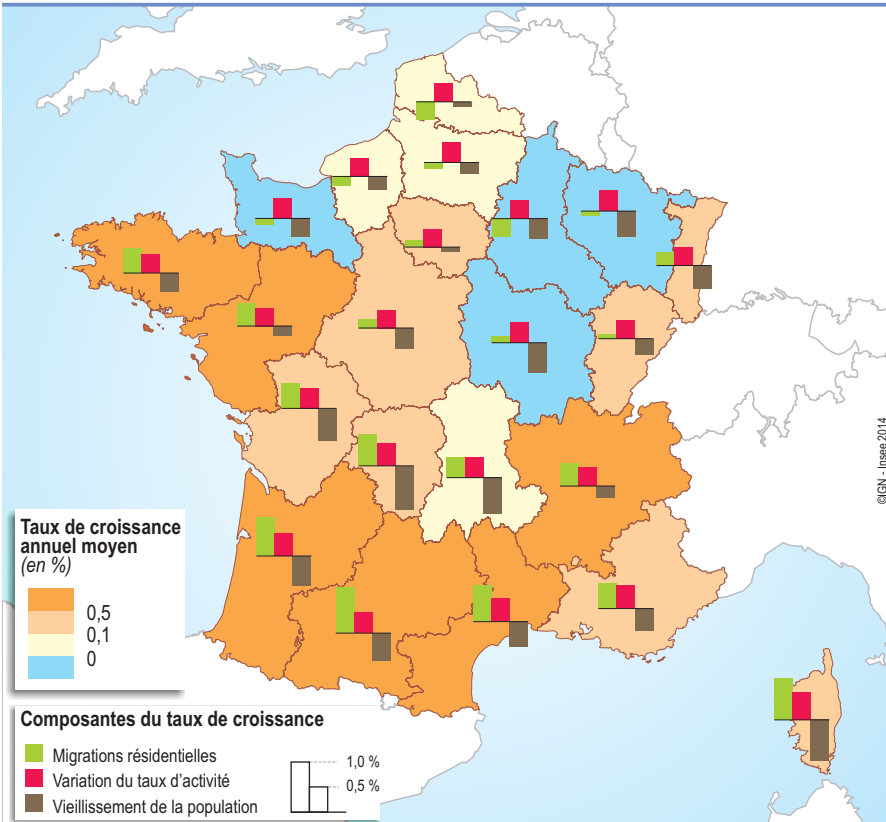 ©IGN - Insee 2014
Taux de croissance
annuel moyen
(en %)
0,5
0,1
0
Composantes du taux de croissance
Migrations résidentielles
Variation du taux d'activité
Vieillissement de la population
1,0 %
0,5 %